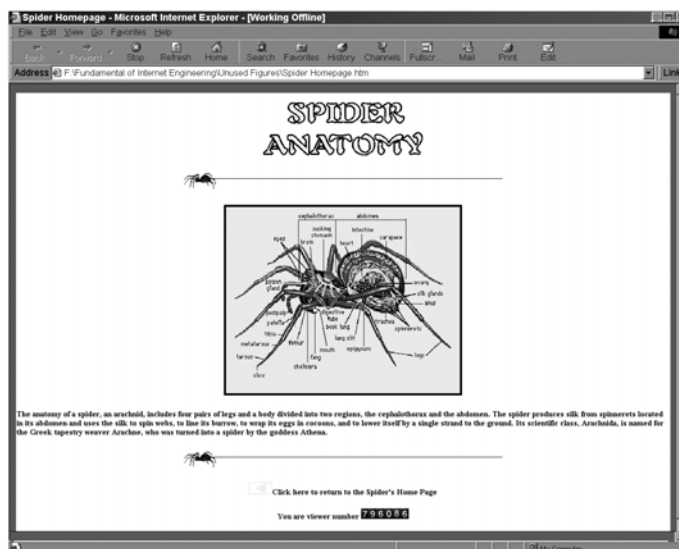 Spider Homepage - Microsoft Internet Explorer - [Working Offline]
File Edit View Go Favorites Help
Back Forward Stop Refresh Home Search Favorites History Channels Fullscr... Mail Print Edit
Address F:\Fundamental of Internet Engineering\Unused Figures\Spider Homepage.htm Link
SPIDER
ANATOMY
cephalothorax abdomen
sucking
stomach
intestine
eyes
brain
heart
carapace
poison
gland
ovary
silk glands
anus
pedipalp
digestive
tube
trachea
spinnerets
patella
book lung
tibia
lung slit
metatarsus
femur
mouth
epigynum
legs
tarsus
fang
chelicera
claw
The anatomy of a spider, an arachnid, includes four pairs of legs and a body divided into two regions, the cephalothorax and the abdomen. The spider produces silk from spinnerets located
in its abdomen and uses the silk to spin webs, to line its burrow, to wrap its eggs in cocoons, and to lower itself by a single strand to the ground. Its scientific class, Arachnida, is named for
the Greek tapestry weaver Arachne, who was turned into a spider by the goddess Athena.
Click here to return to the Spider's Home Page
You are viewer number 796086
My Computer